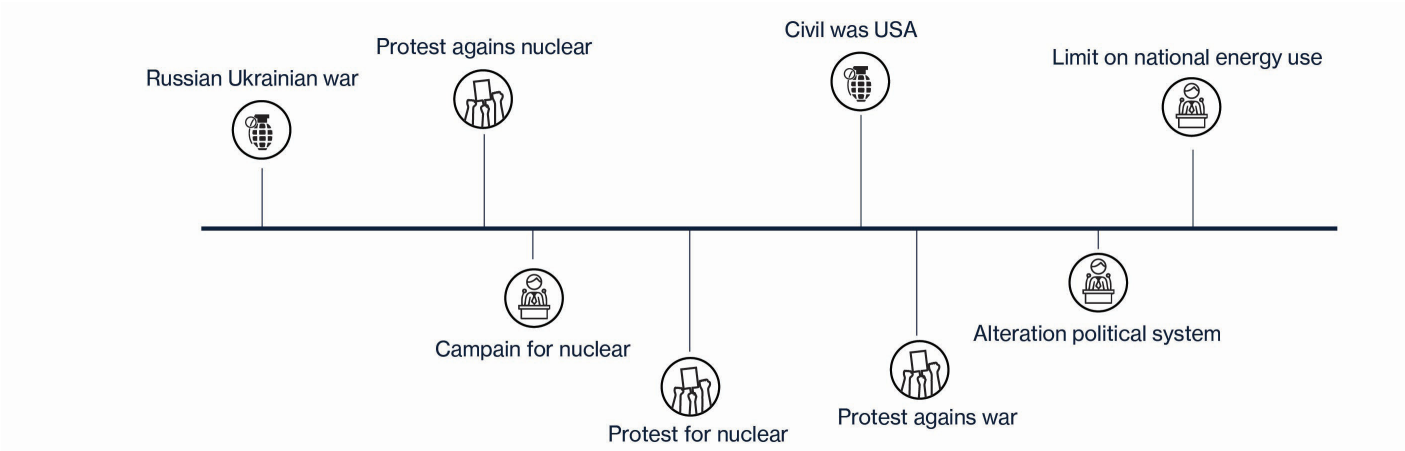 Russian Ukrainian war
Protest agains nuclear
Civil was USA
Limit on national energy use
Campain for nuclear
Protest for nuclear
Protest agains war
Alteration political system